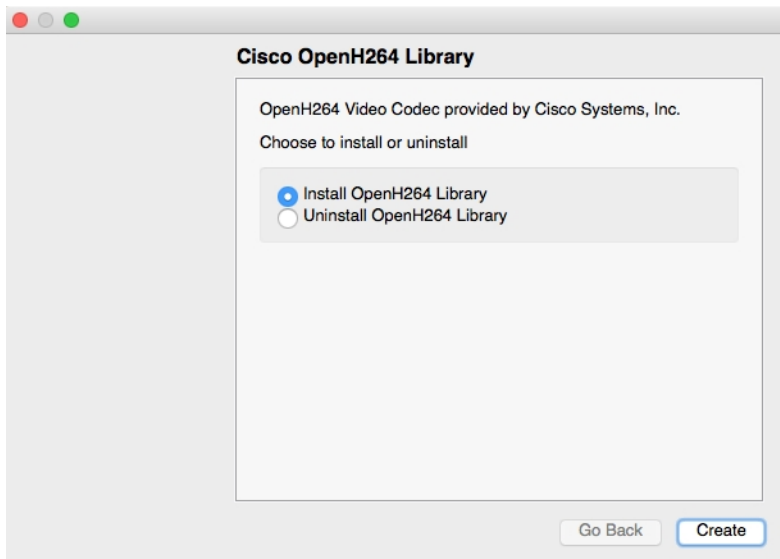 Cisco OpenH264 Library
OpenH264 Video Codec provided by Cisco Systems, Inc.
Choose to install or uninstall
Install OpenH264 Library
Uninstall OpenH264 Library
Go Back
Create